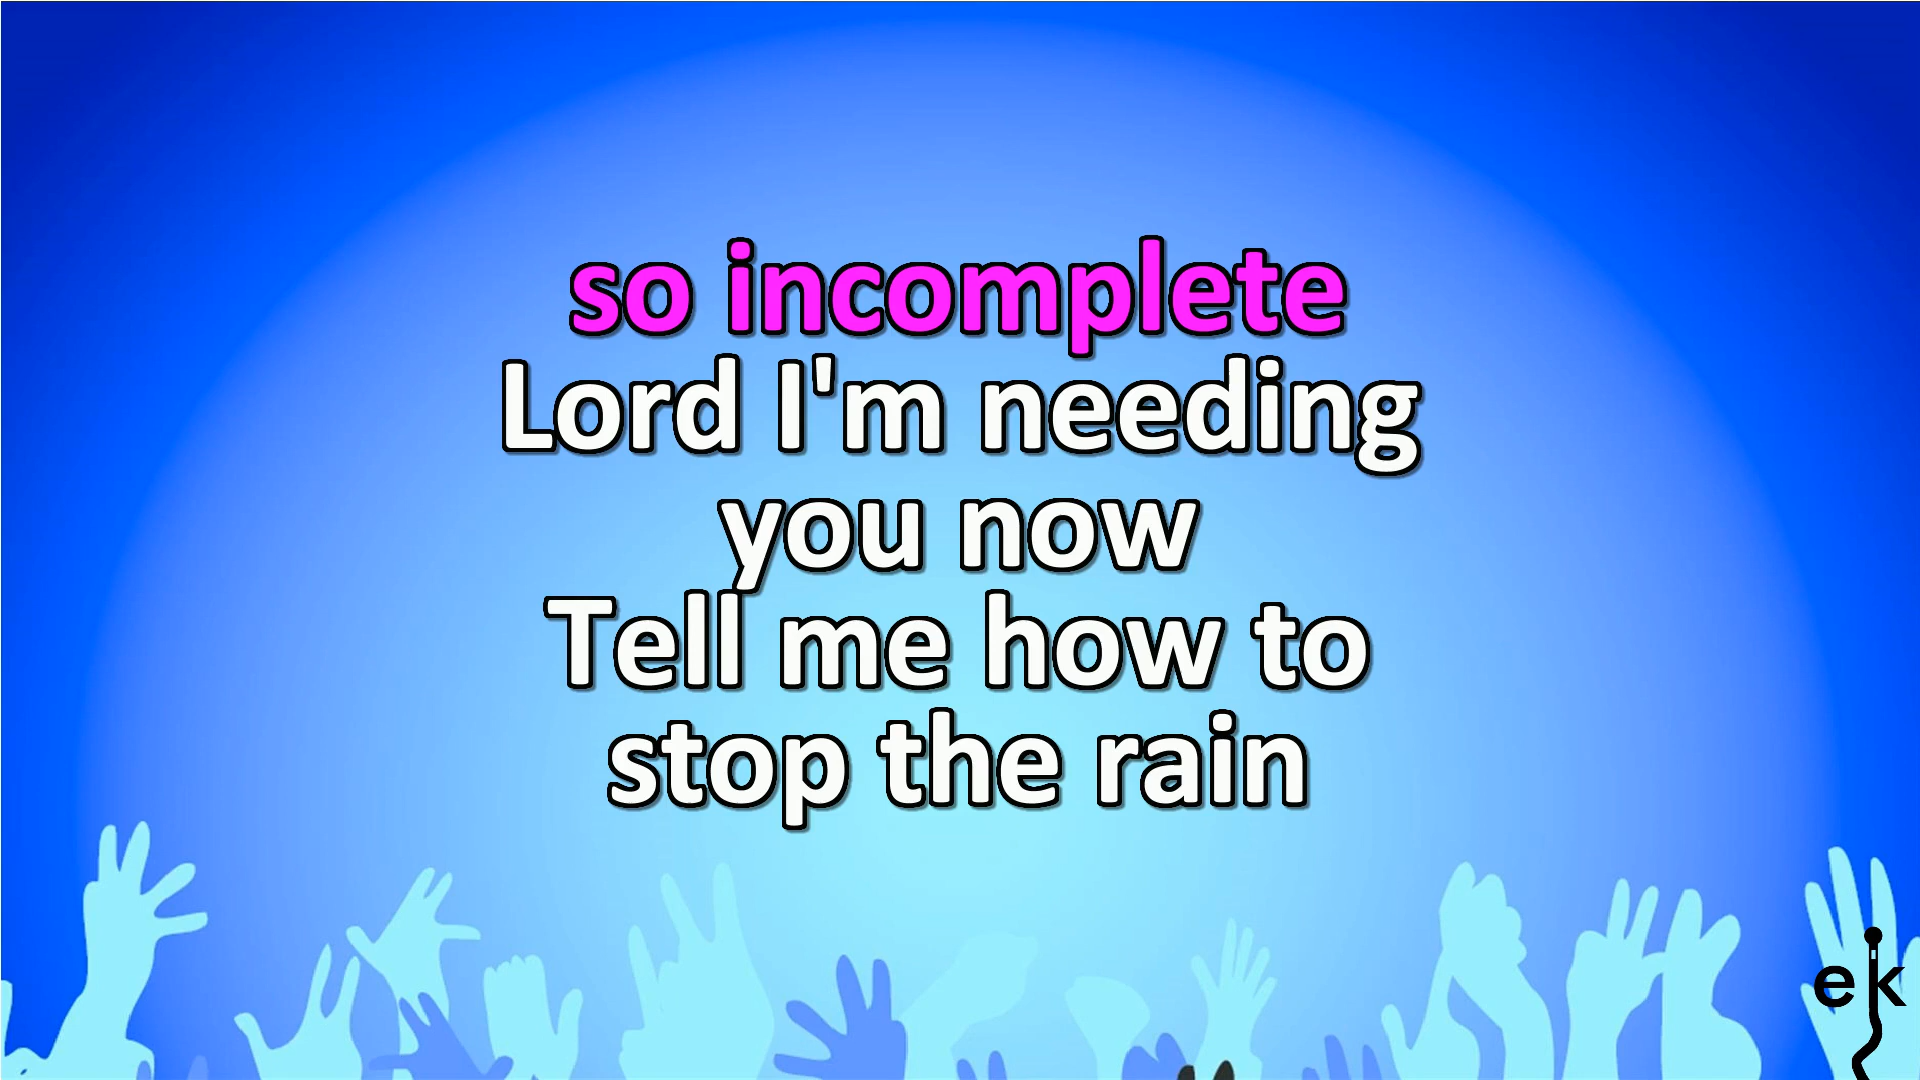 so incomplete
Lord I'm needing
you now
Tell me how to
stop the rain
ek